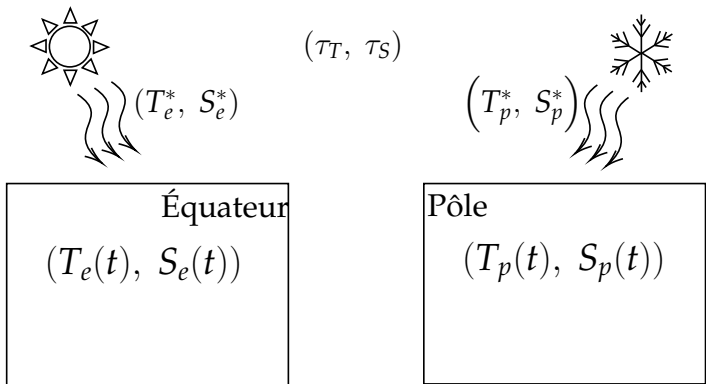 (τ_T, τ_S)
(T_e^*, S_e^*) (T_p^*, S_p^*)
Équateur Pôle
(T_e(t), S_e(t)) (T_p(t), S_p(t))